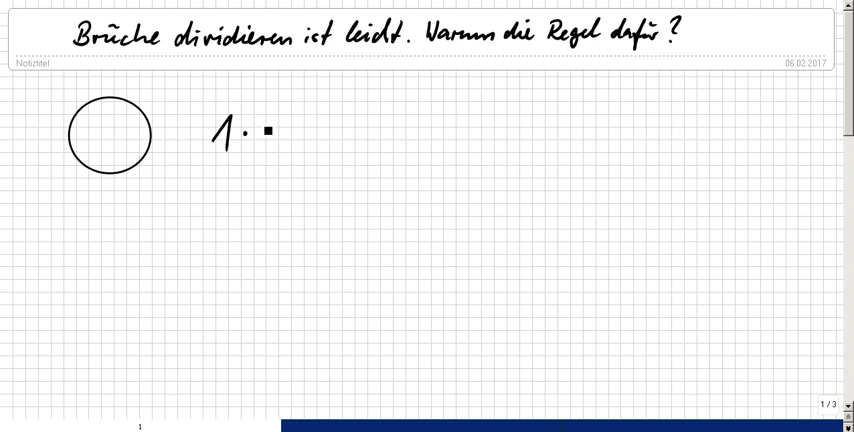 Brüche dividieren ist leicht. Warum die Regel dafür?
Notiztitel
06.02.2017
1 ·
1 / 3
1